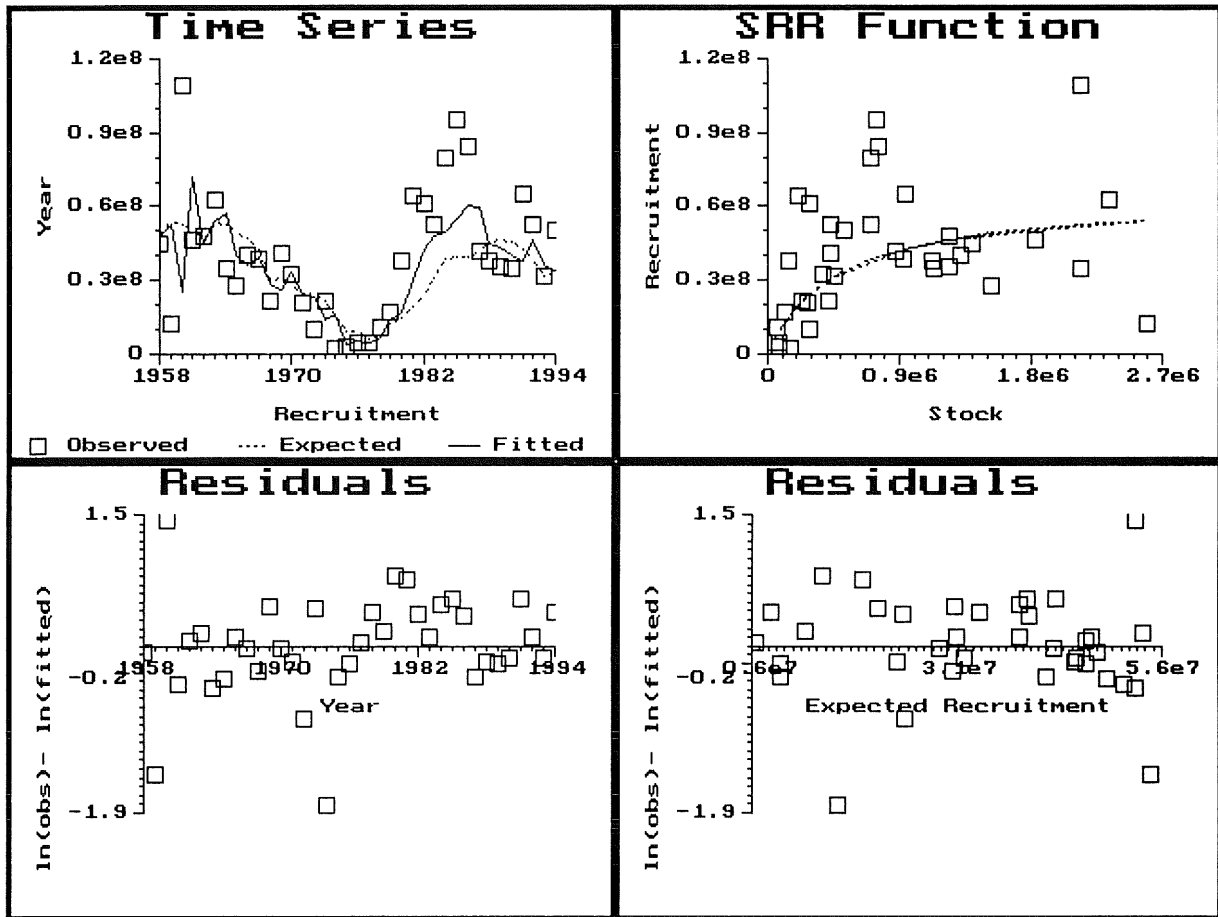 Time Series
1.2e8
0.9e8
0.6e8
0.3e8
0
Year
1958 1970 1982 1994
Recruitment
Observed Expected Fitted
SRR Function
1.2e8
0.9e8
0.6e8
0.3e8
0
Recruitment
0 0.9e6 1.8e6 2.7e6
Stock
Residuals
1.5
-0.2
-1.9
ln(obs)- ln(fitted)
1958 1970 1982 1994
Year
Residuals
1.5
-0.2
-1.9
ln(obs)- ln(fitted)
0.6e7 3.1e7 5.6e7
Expected Recruitment